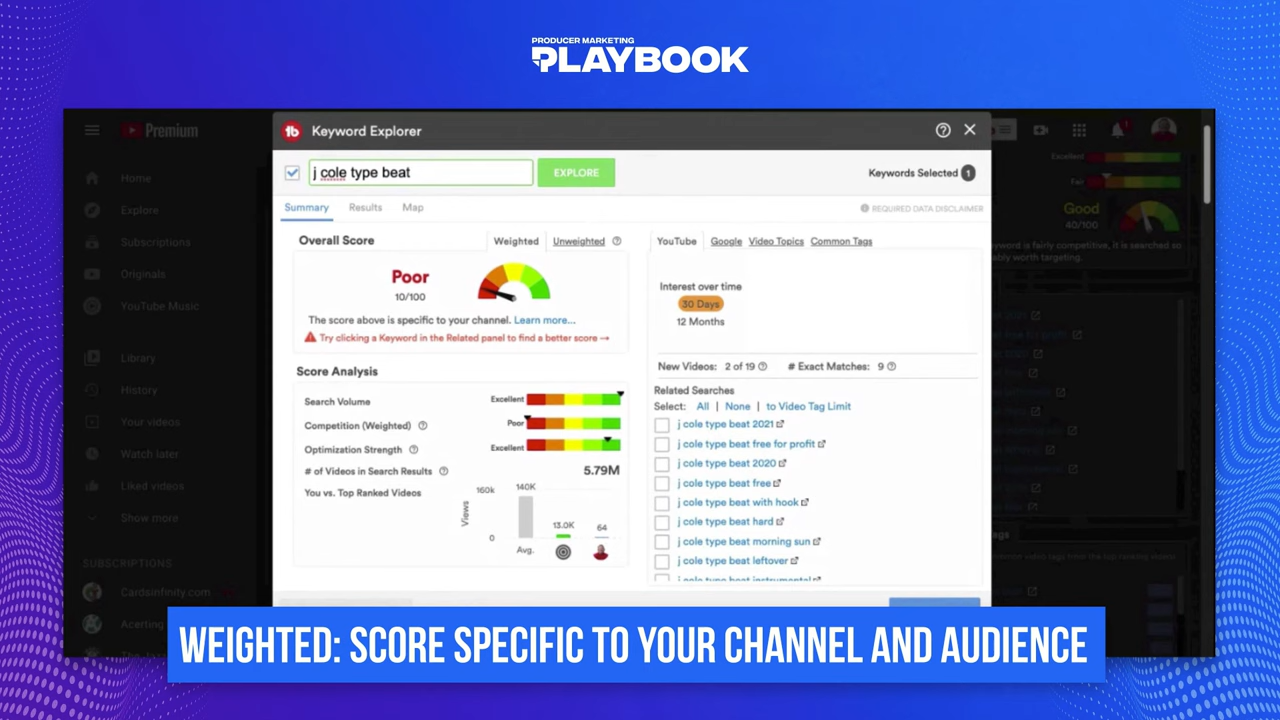 PRODUCER MARKETING
PLAYBOOK
Premium
Home
Explore
Subscriptions
Originals
YouTube Music
Library
History
Your videos
Watch later
Liked videos
Show more
SUBSCRIPTIONS
Cardsinfinity.com
Acerting
Keyword Explorer
j cole type beat
EXPLORE
Keywords Selected 1
Summary Results Map
REQUIRED DATA DISCLAIMER
Overall Score Weighted Unweighted
Poor
10/100
The score above is specific to your channel. Learn more...
Try clicking a Keyword in the Related panel to find a better score →
Score Analysis
Search Volume Excellent
Competition (Weighted) Poor
Optimization Strength Excellent
# of Videos in Search Results 5.79M
You vs. Top Ranked Videos
Views
160k
0
140K
13.0K
64
Avg.
YouTube Google Video Topics Common Tags
Interest over time
30 Days
12 Months
New Videos: 2 of 19 # Exact Matches: 9
Related Searches
Select: All | None | to Video Tag Limit
j cole type beat 2021
j cole type beat free for profit
j cole type beat 2020
j cole type beat free
j cole type beat with hook
j cole type beat hard
j cole type beat morning sun
j cole type beat leftover
j cole type beat instrumental
Excellent
Fair
Good
40/100
WEIGHTED: SCORE SPECIFIC TO YOUR CHANNEL AND AUDIENCE